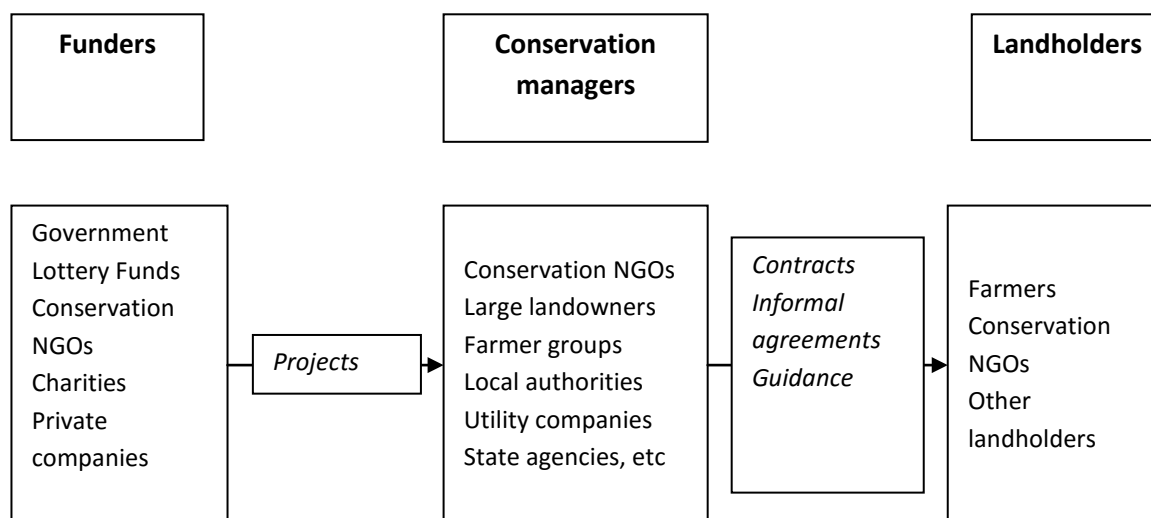 Funders
Conservation
managers
Landholders
Government
Lottery Funds
Conservation
NGOs
Charities
Private
companies
Projects
Conservation NGOs
Large landowners
Farmer groups
Local authorities
Utility companies
State agencies, etc
Contracts
Informal
agreements
Guidance
Farmers
Conservation
NGOs
Other
landholders